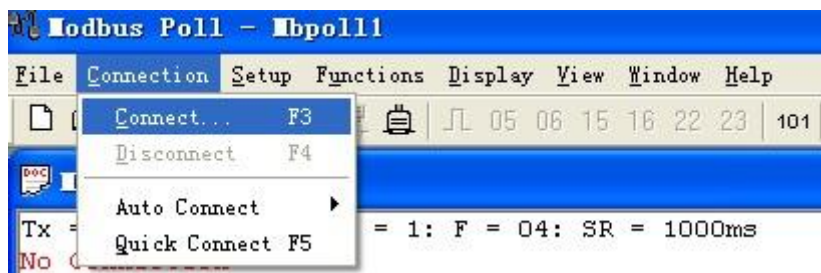 Modbus Poll - Mbpoll1
File Connection Setup Functions Display View Window Help
Connect... F3
05 06 15 16 22 23 101
Disconnect F4
Auto Connect
Tx = 1: F = 04: SR = 1000ms
Quick Connect F5
No